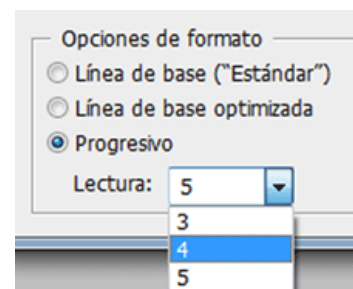 Opciones de formato
Línea de base ("Estándar")
Línea de base optimizada
Progresivo
Lectura: 5
3
4
5